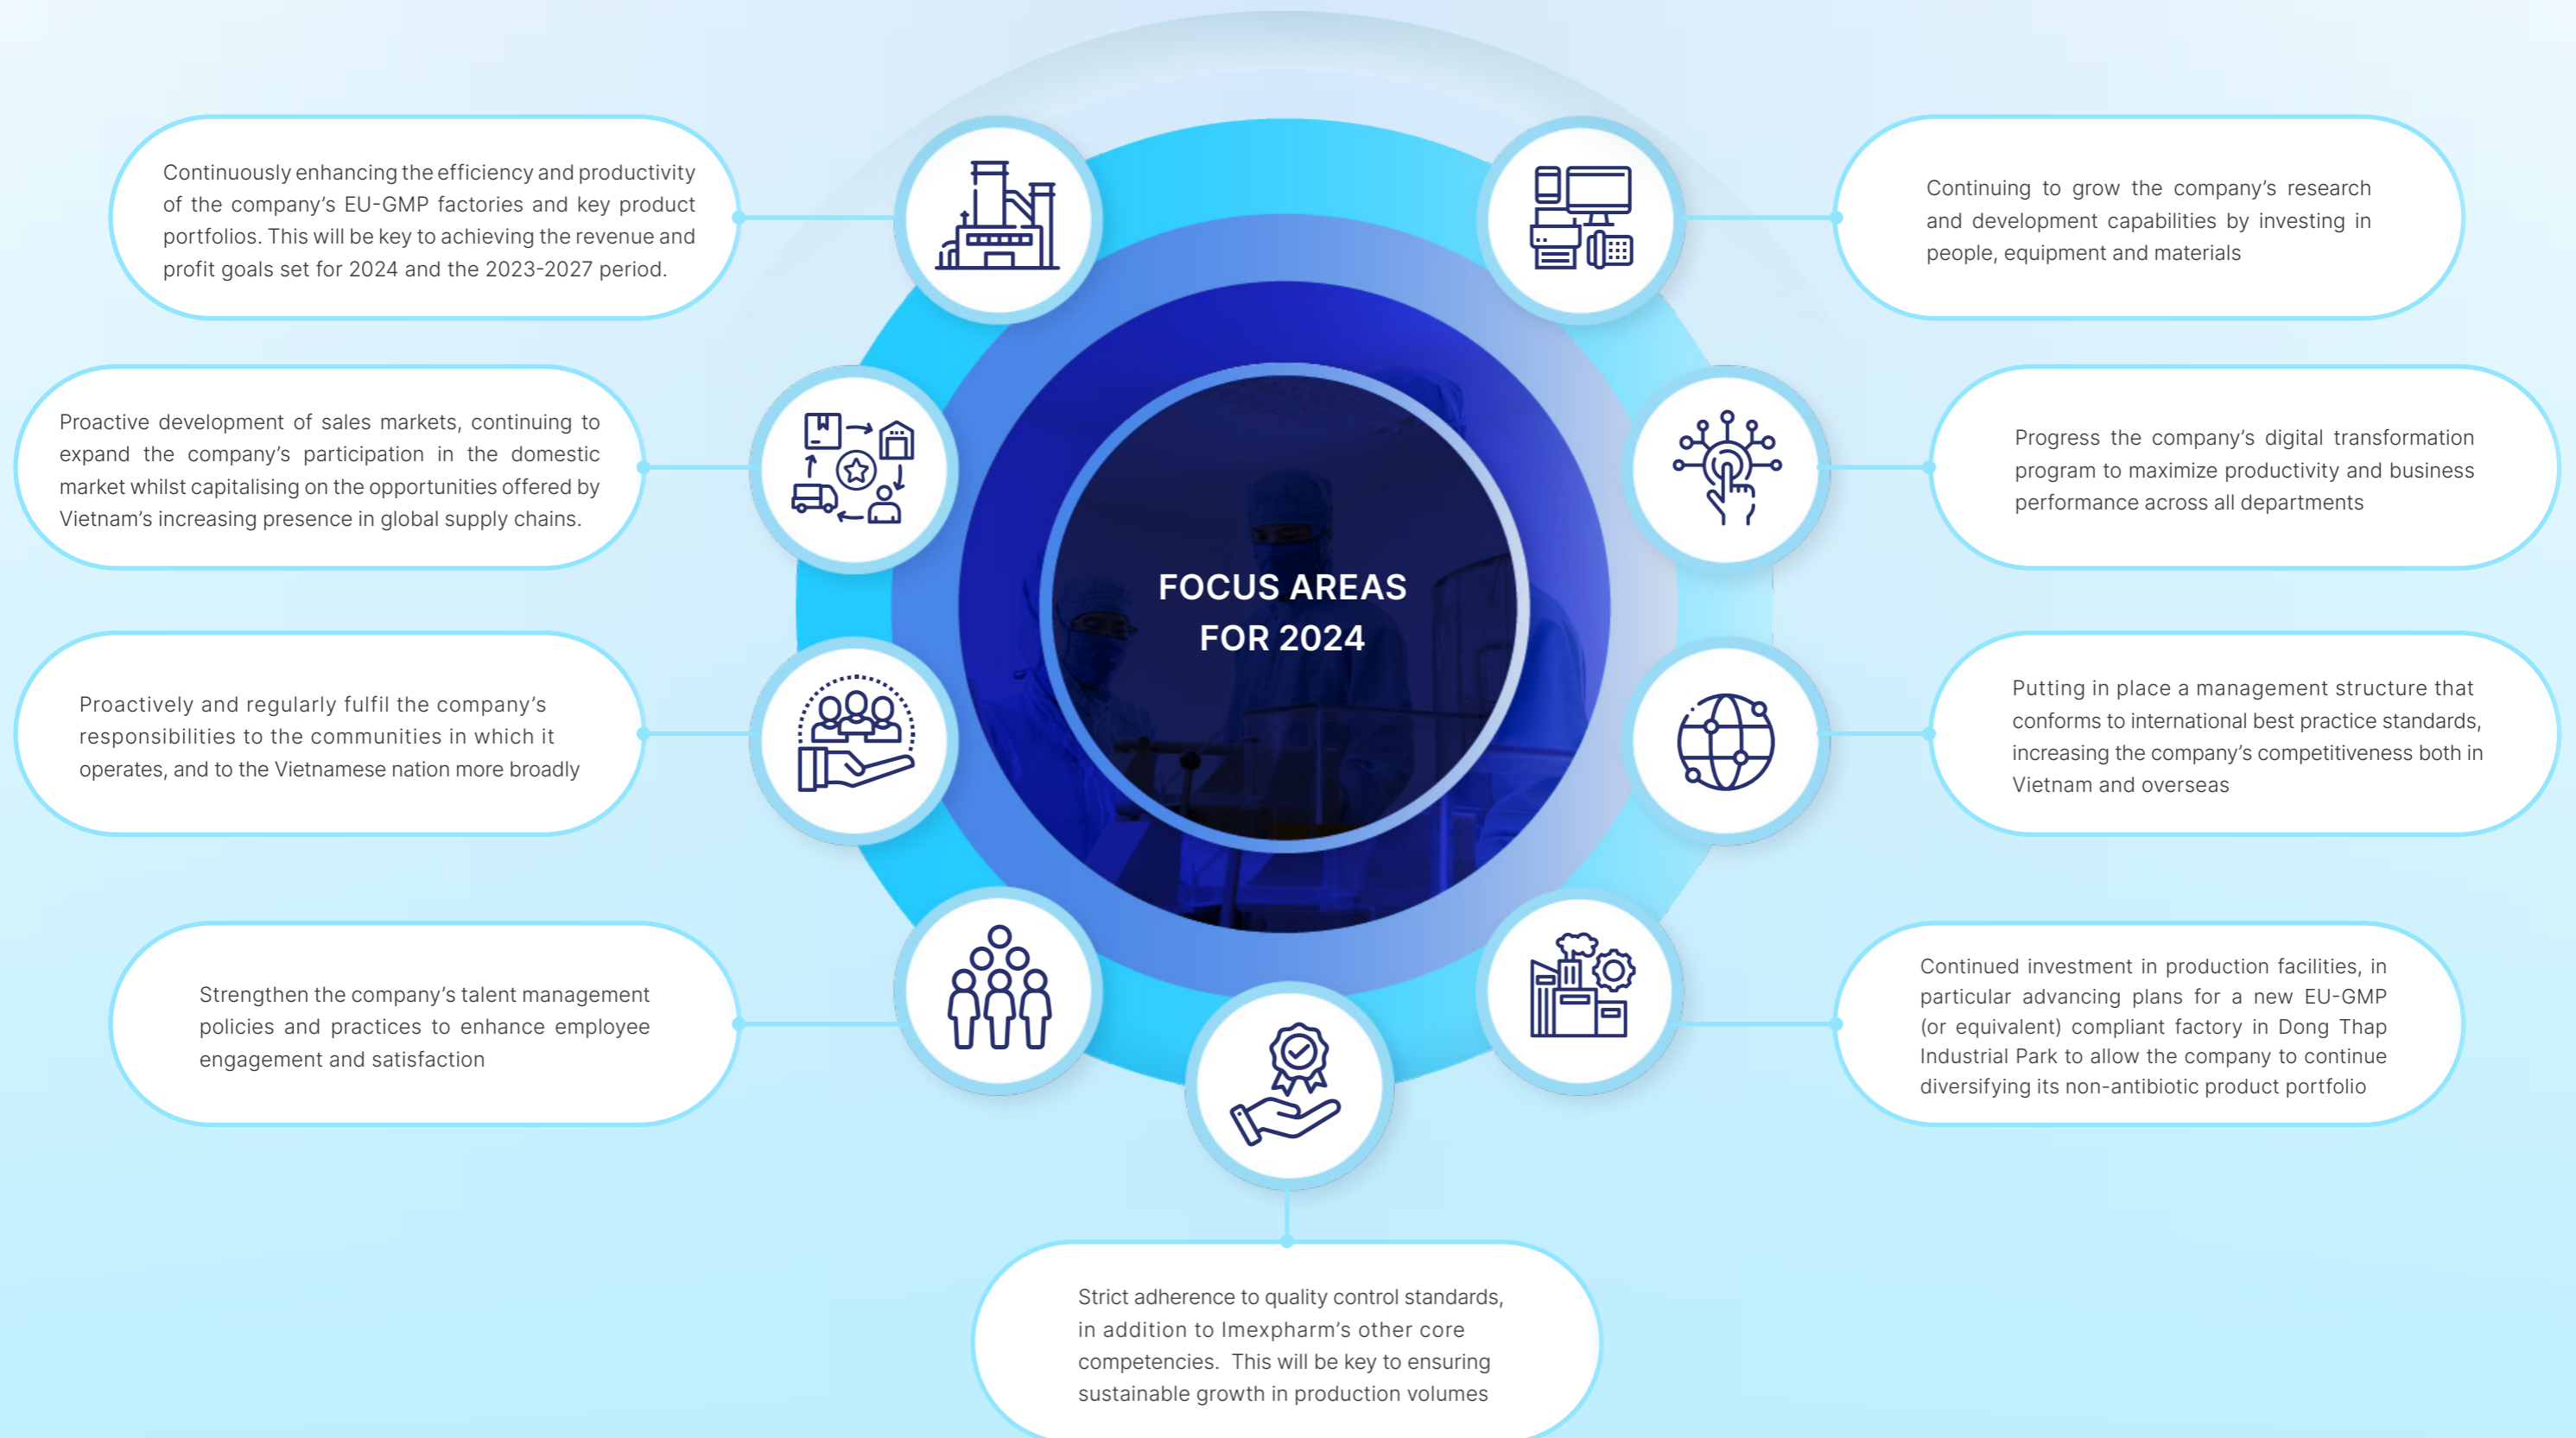 Continuously enhancing the efficiency and productivity
of the company's EU-GMP factories and key product
portfolios. This will be key to achieving the revenue and
profit goals set for 2024 and the 2023-2027 period.
Proactive development of sales markets, continuing to
expand the company's participation in the domestic
market whilst capitalising on the opportunities offered by
Vietnam's increasing presence in global supply chains.
Proactively and regularly fulfil the company's
responsibilities to the communities in which it
operates, and to the Vietnamese nation more broadly
Strengthen the company's talent management
policies and practices to enhance employee
engagement and satisfaction
FOCUS AREAS
FOR 2024
Strict adherence to quality control standards,
in addition to Imexpharm's other core
competencies.  This will be key to ensuring
sustainable growth in production volumes
Continuing to grow the company's research
and development capabilities by investing in
people, equipment and materials
Progress the company's digital transformation
program to maximize productivity and business
performance across all departments
Putting in place a management structure that
conforms to international best practice standards,
increasing the company's competitiveness both in
Vietnam and overseas
Continued investment in production facilities, in
particular advancing plans for a new EU-GMP
(or equivalent) compliant factory in Dong Thap
Industrial Park to allow the company to continue
diversifying its non-antibiotic product portfolio